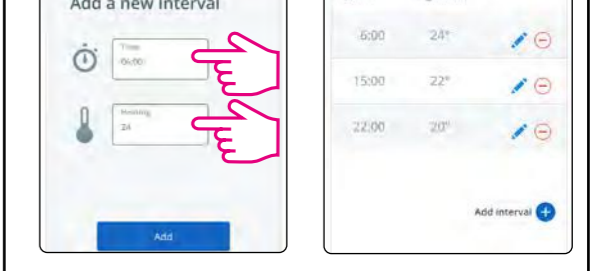 Add a new interval
Time
06:00
Heating
24
Add
6:00 24°
15:00 22°
22:00 20°
Add interval